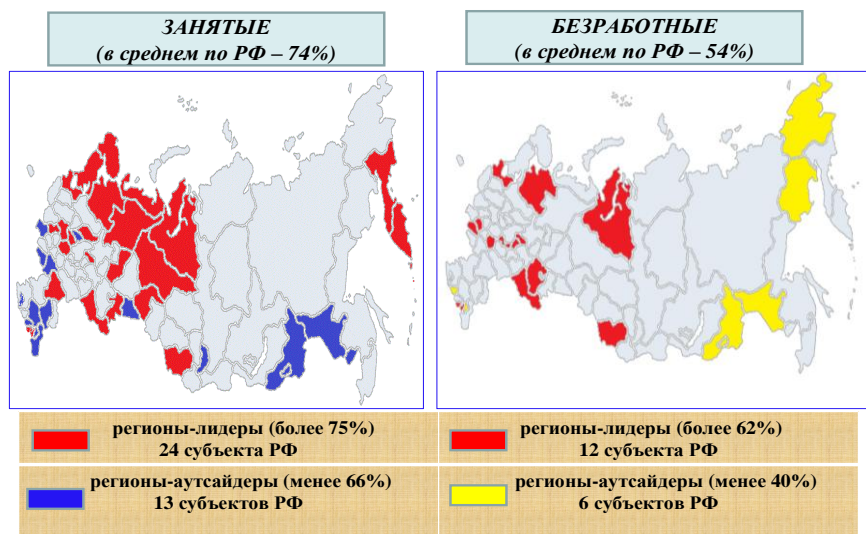 ЗАНЯТЫЕ
(в среднем по РФ – 74%)
БЕЗРАБОТНЫЕ
(в среднем по РФ – 54%)
регионы-лидеры (более 75%)
24 субъекта РФ
регионы-лидеры (более 62%)
12 субъекта РФ
регионы-аутсайдеры (менее 66%)
13 субъектов РФ
регионы-аутсайдеры (менее 40%)
6 субъектов РФ